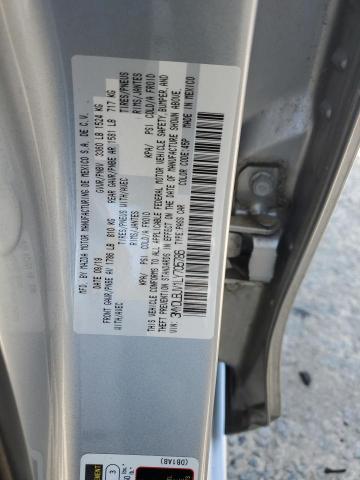 MFD. BY MAZDA MOTOR MANUFACTURING DE MEXICO S.A. DE C.V.
DATE: 09/19 GVWR/PNBV: 3360 LB 1524 KG
FRONT GAWR/PNBE AV 1786 LB 810 KG REAR GAWR/PNBE AR 1581 LB 717 KG
WITH/AVEC TIRES/PNEUS WITH/AVEC TIRES/PNEUS
RIMS/JANTES RIMS/JANTES
KPA/ PSI COLD/A FROID KPA/ PSI COLD/A FROID
THIS VEHICLE CONFORMS TO ALL APPLICABLE FEDERAL MOTOR VEHICLE SAFETY, BUMPER, AND
THEFT PREVENTION STANDARDS IN EFFECT ON THE DATE OF MANUFACTURE SHOWN ABOVE.
TYPE: PASS CAR COLOR CODE: 45P MADE IN MEXICO
(DB1AB)
3